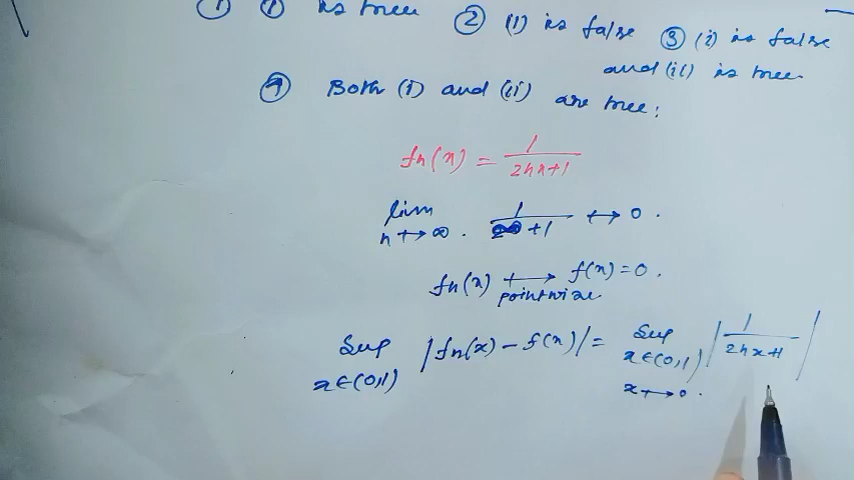 ① ① is true ② (i) is false ③ (i) is false and (ii) is true
④ Both (i) and (ii) are true:
fn(x) = 1/(2nx+1)
lim n→∞. 1/(∞+1) → 0.
fn(x) → f(x)=0.
pointwise
Sup x∈(0,1) |fn(x) − f(x)| = Sup x∈(0,1) |1/(2nx+1)|
x→0.